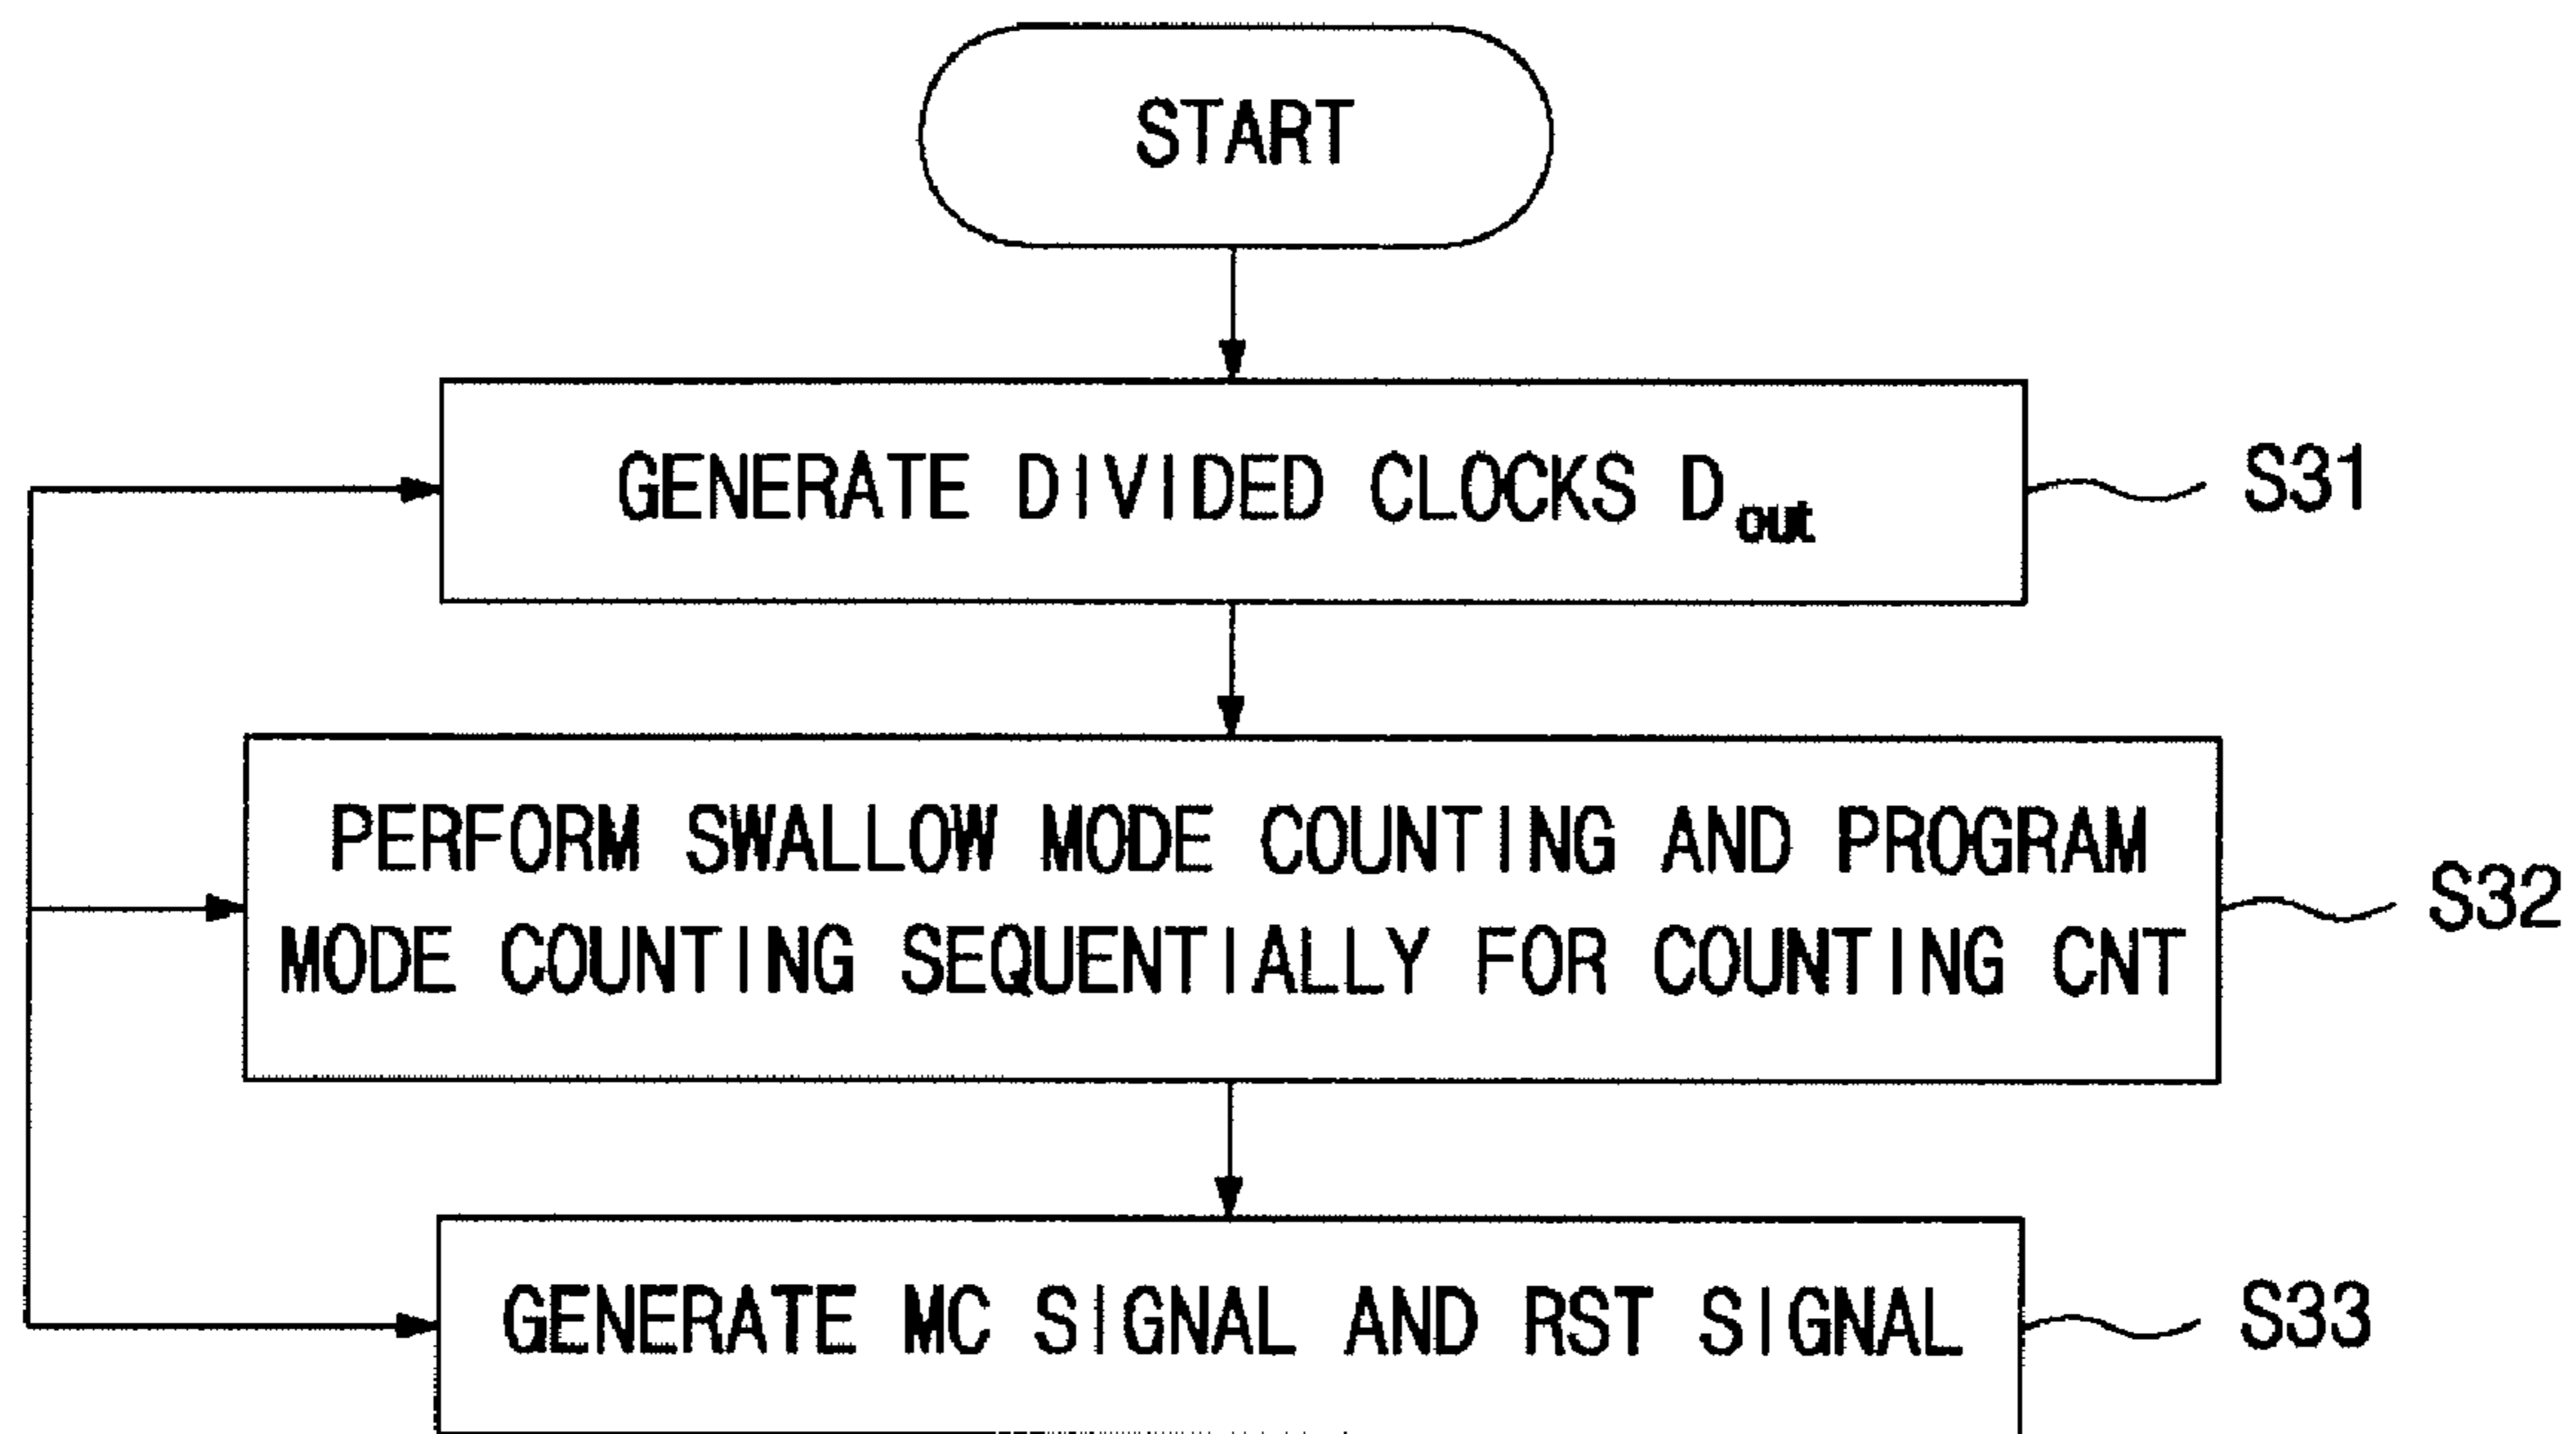 START
GENERATE DIVIDED CLOCKS Dout
S31
PERFORM SWALLOW MODE COUNTING AND PROGRAM
MODE COUNTING SEQUENTIALLY FOR COUNTING CNT
S32
GENERATE MC SIGNAL AND RST SIGNAL
S33